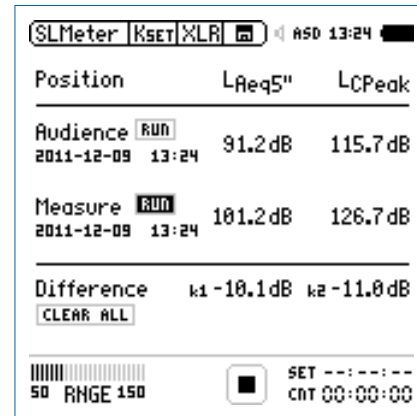 SLMeter KSET XLR ASD 13:24
Position LAeq5" LCPeak
Audience RUN 91.2dB 115.7dB
2011-12-09 13:24
Measure RUN 101.2dB 126.7dB
2011-12-09 13:24
Difference k1-10.1dB k2-11.0dB
CLEAR ALL
SET --:--:--
50 RNGE 150 CNT 00:00:00